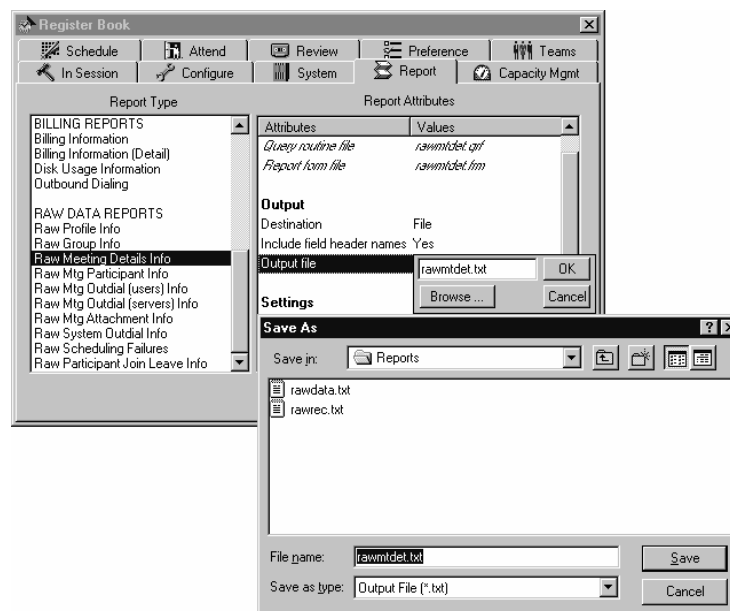 Register Book
Schedule Attend Review Preference Teams
In Session Configure System Report Capacity Mgmt
Report Type
BILLING REPORTS
Billing Information
Billing Information (Detail)
Disk Usage Information
Outbound Dialing
RAW DATA REPORTS
Raw Profile Info
Raw Group Info
Raw Meeting Details Info
Raw Mtg Participant Info
Raw Mtg Outdial (users) Info
Raw Mtg Outdial (servers) Info
Raw Mtg Attachment Info
Raw System Outdial Info
Raw Scheduling Failures
Raw Participant Join Leave Info
Report Attributes
Attributes Values
Query routine file rawmtdet.qrf
Report form file rawmtdet.frm
Output
Destination File
Include field header names Yes
Output file rawmtdet.txt OK
Browse ... Cancel
Settings
Save As
Save in: Reports
rawdata.txt
rawrec.txt
File name: rawmtdet.txt Save
Save as type: Output File (*.txt) Cancel